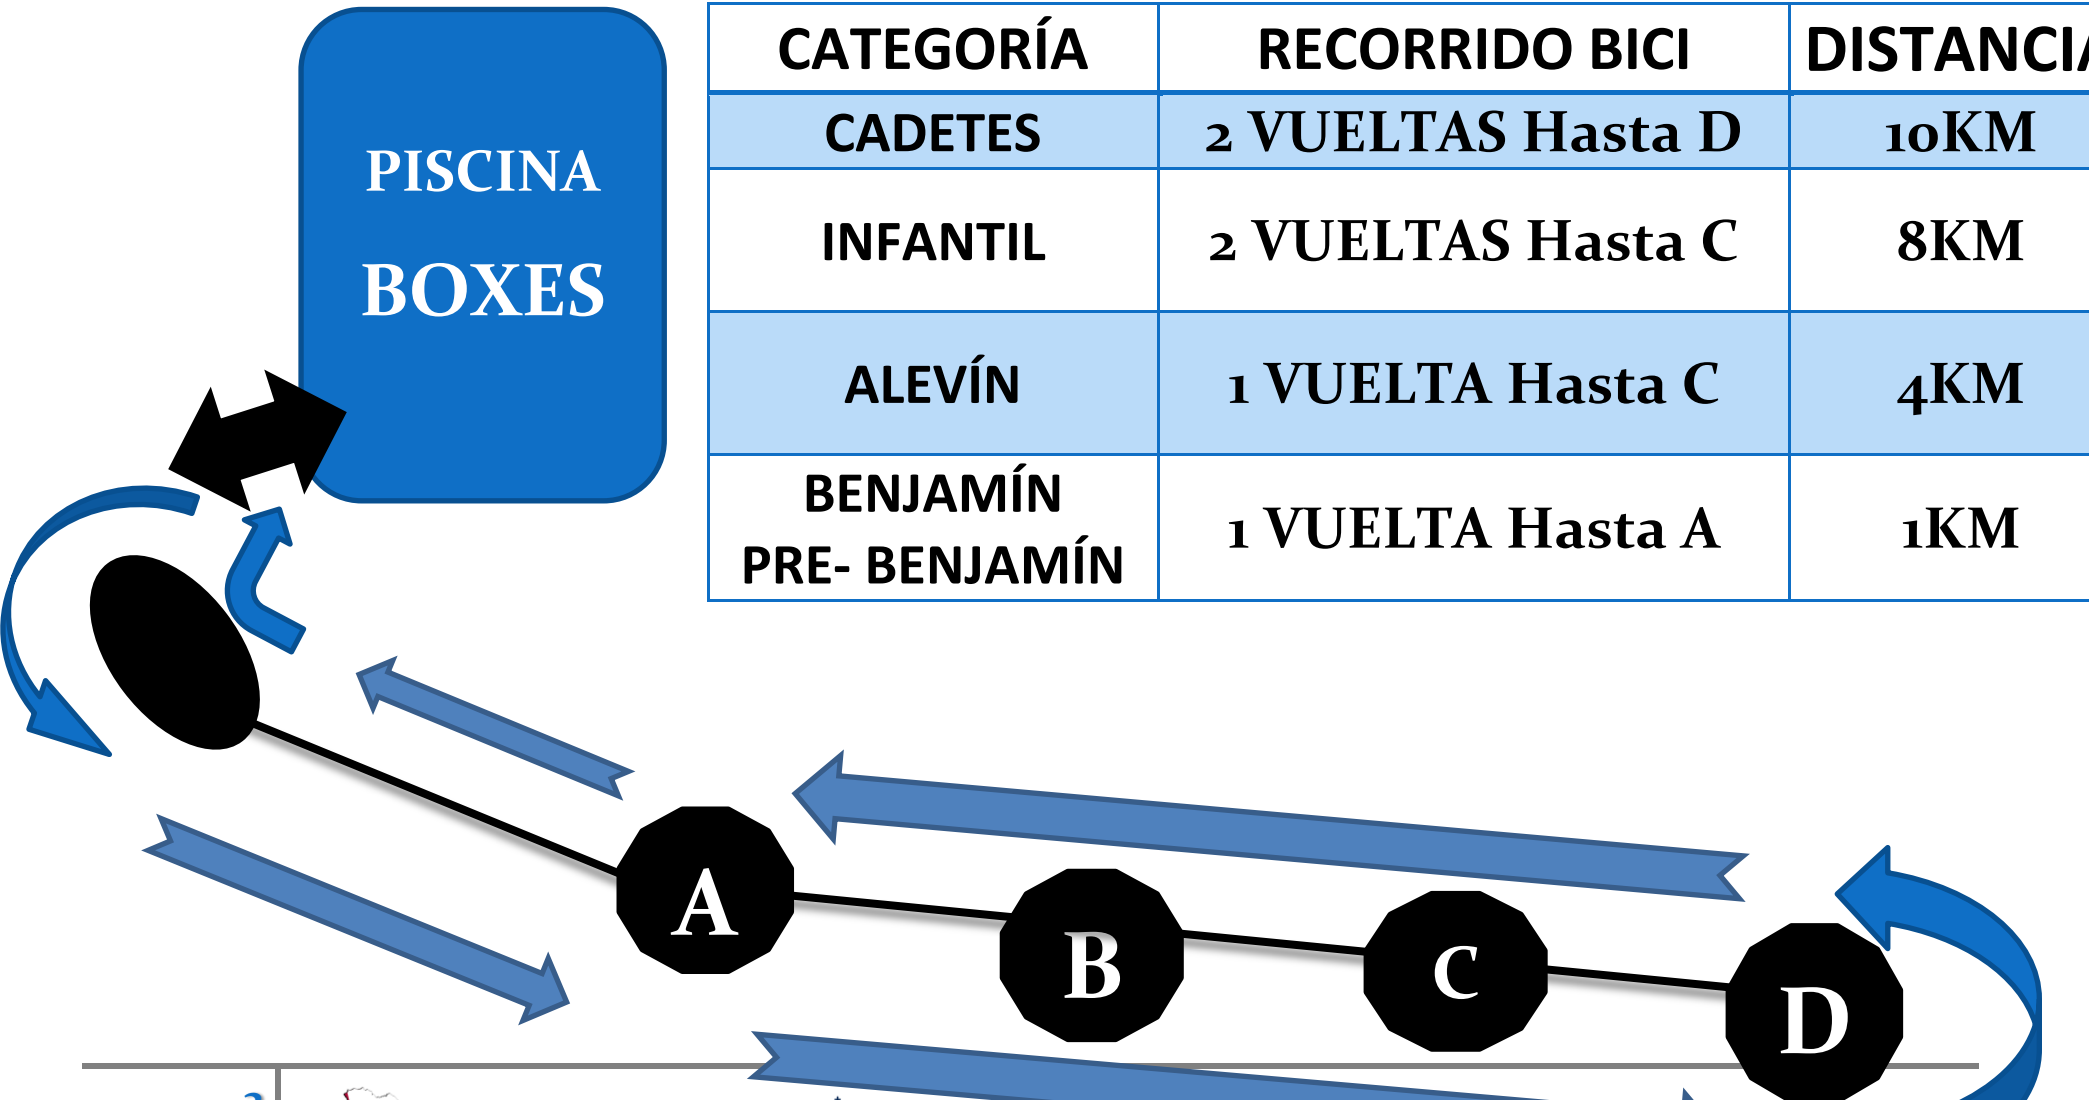 PISCINA
BOXES
CATEGORÍA RECORRIDO BICI DISTANCIA
CADETES 2 VUELTAS Hasta D 10KM
INFANTIL 2 VUELTAS Hasta C 8KM
ALEVÍN 1 VUELTA Hasta C 4KM
BENJAMÍN
PRE- BENJAMÍN 1 VUELTA Hasta A 1KM
A
B
C
D